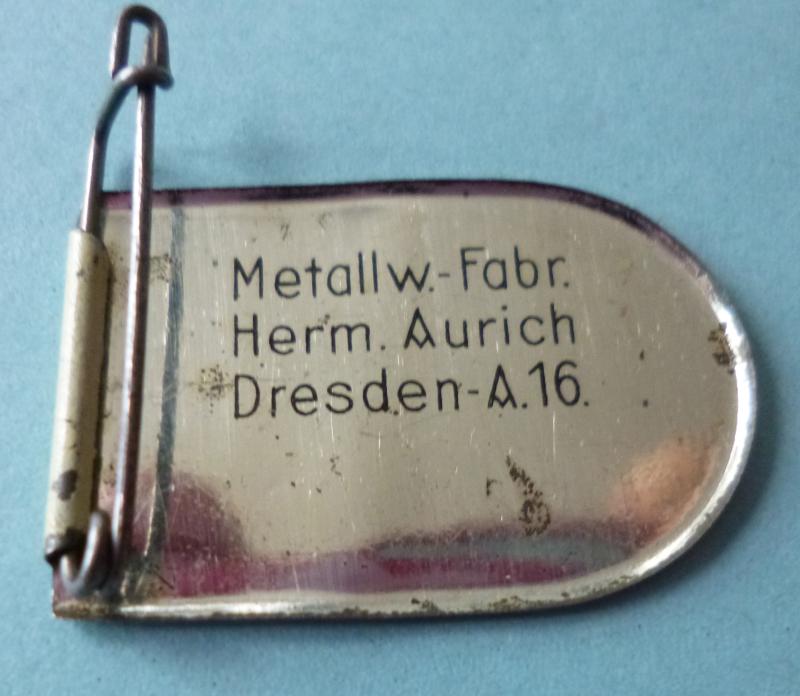 Metallw.-Fabr.
Herm. Aurich
Dresden-A.16.